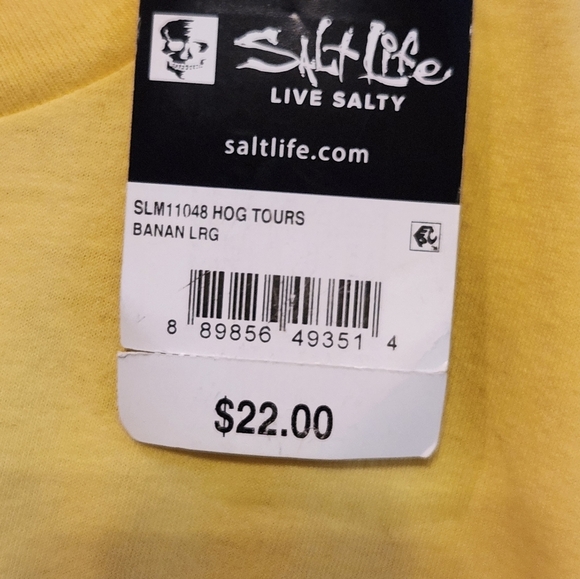 Salt Life
LIVE SALTY
saltlife.com
SLM11048 HOG TOURS
BANAN LRG
8 89856 49351 4
$22.00